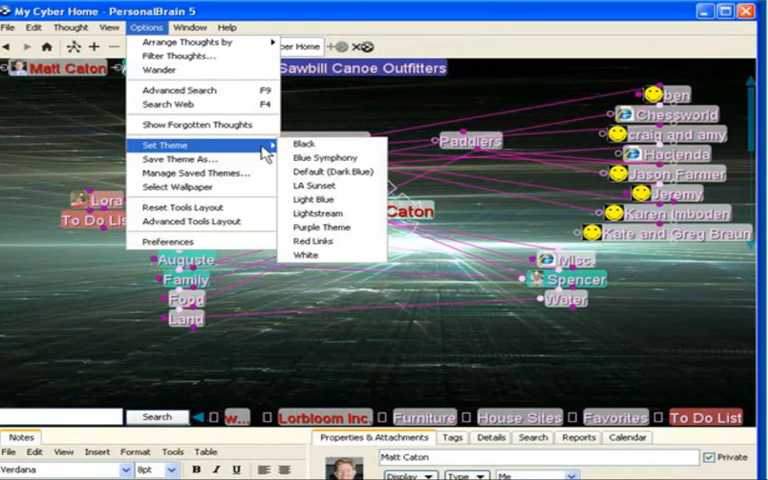 My Cyber Home - PersonalBrain 5
File Edit Thought View Options Window Help
er Home
Matt Caton
Sawbill Canoe Outfitters
Arrange Thoughts by
Filter Thoughts...
Wander
Advanced Search F9
Search Web F4
Show Forgotten Thoughts
Set Theme
Save Theme As...
Manage Saved Themes...
Select Wallpaper
Reset Tools Layout
Advanced Tools Layout
Preferences
Black
Blue Symphony
Default (Dark Blue)
LA Sunset
Light Blue
Lightstream
Purple Theme
Red Links
White
Paddlers
ben
Chessworld
craig and amy
Hacienda
Jason Farmer
Jeremy
Karen Imboden
Kate and Greg Braun
Lora
To Do List
Caton
Auguste
Family
Food
Land
Misc.
Spencer
Water
Search
w...
Lorbloom Inc.
Furniture
House Sites
Favorites
To Do List
Notes
File Edit View Insert Format Tools Table
Verdana 8pt B I U
Properties & Attachments Tags Details Search Reports Calendar
Matt Caton
Private
Display
Type
Me